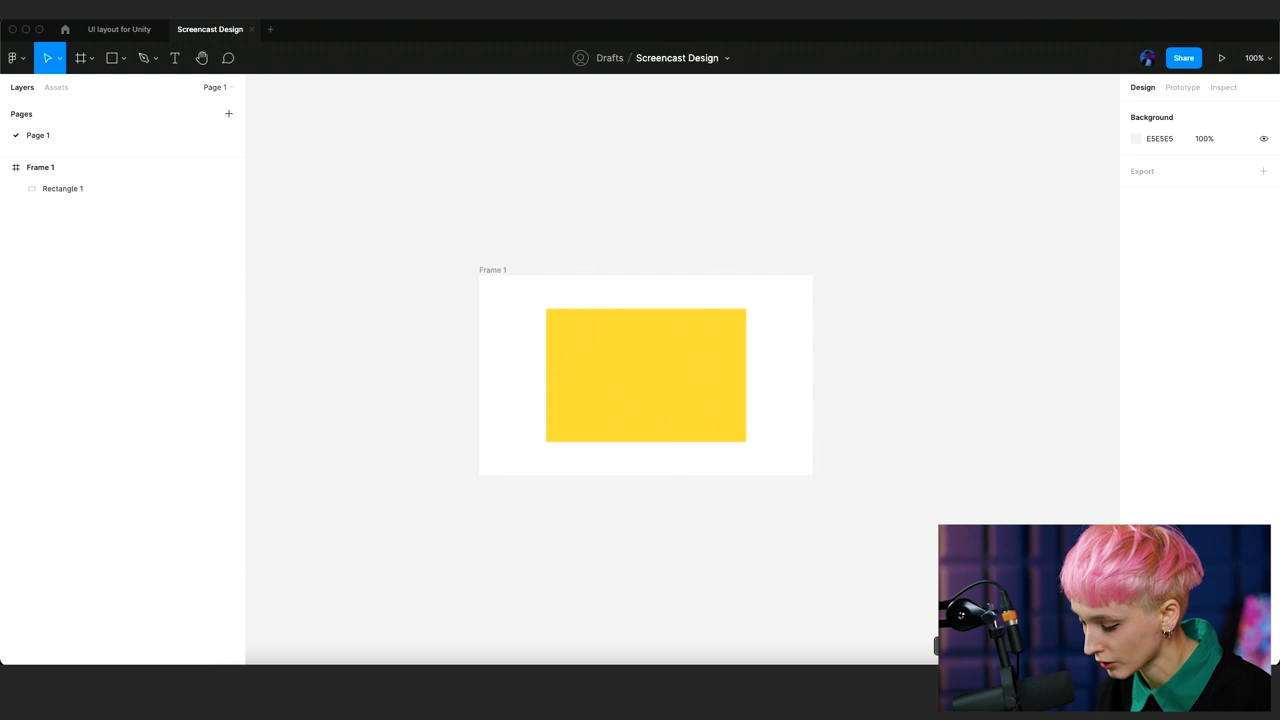 UI layout for Unity
Screencast Design
Drafts / Screencast Design
Share
100%
Layers
Assets
Page 1
Design
Prototype
Inspect
Pages
Page 1
Background
E5E5E5
100%
Frame 1
Export
Rectangle 1
Frame 1